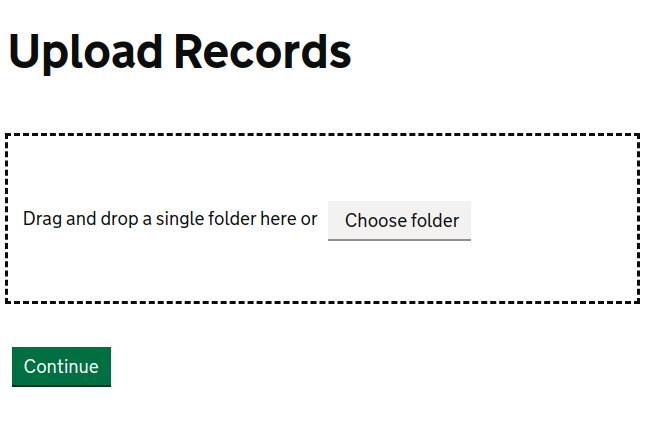 Upload Records
Drag and drop a single folder here or Choose folder
Continue